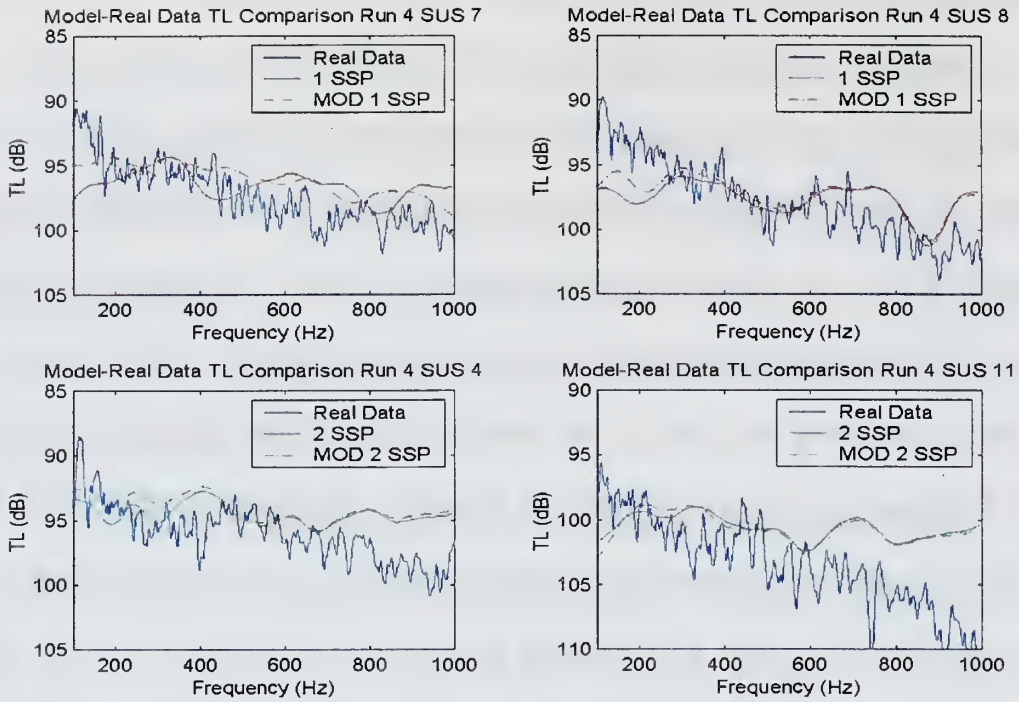 Model-Real Data TL Comparison Run 4 SUS 7
85
90
95
100
105
TL (dB)
Real Data
1 SSP
MOD 1 SSP
200 400 600 800 1000
Frequency (Hz)
Model-Real Data TL Comparison Run 4 SUS 8
85
90
95
100
105
TL (dB)
Real Data
1 SSP
MOD 1 SSP
200 400 600 800 1000
Frequency (Hz)
Model-Real Data TL Comparison Run 4 SUS 4
85
90
95
100
105
TL (dB)
Real Data
2 SSP
MOD 2 SSP
200 400 600 800 1000
Frequency (Hz)
Model-Real Data TL Comparison Run 4 SUS 11
90
95
100
105
110
TL (dB)
Real Data
2 SSP
MOD 2 SSP
200 400 600 800 1000
Frequency (Hz)